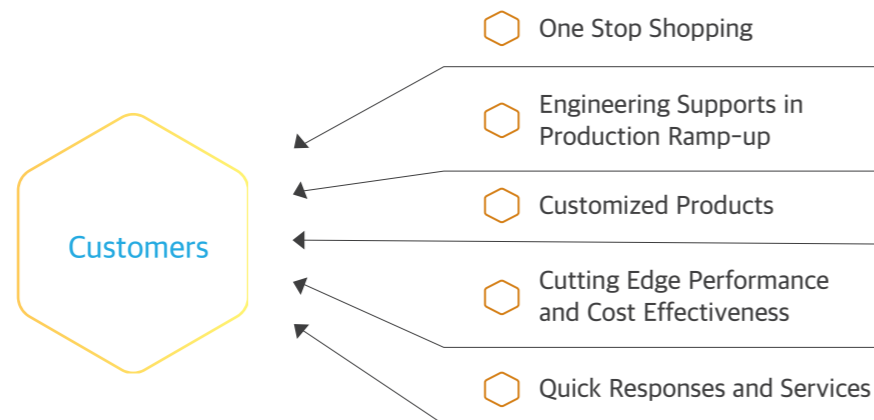 One Stop Shopping
Engineering Supports in
Production Ramp-up
Customized Products
Customers
Cutting Edge Performance
and Cost Effectiveness
Quick Responses and Services